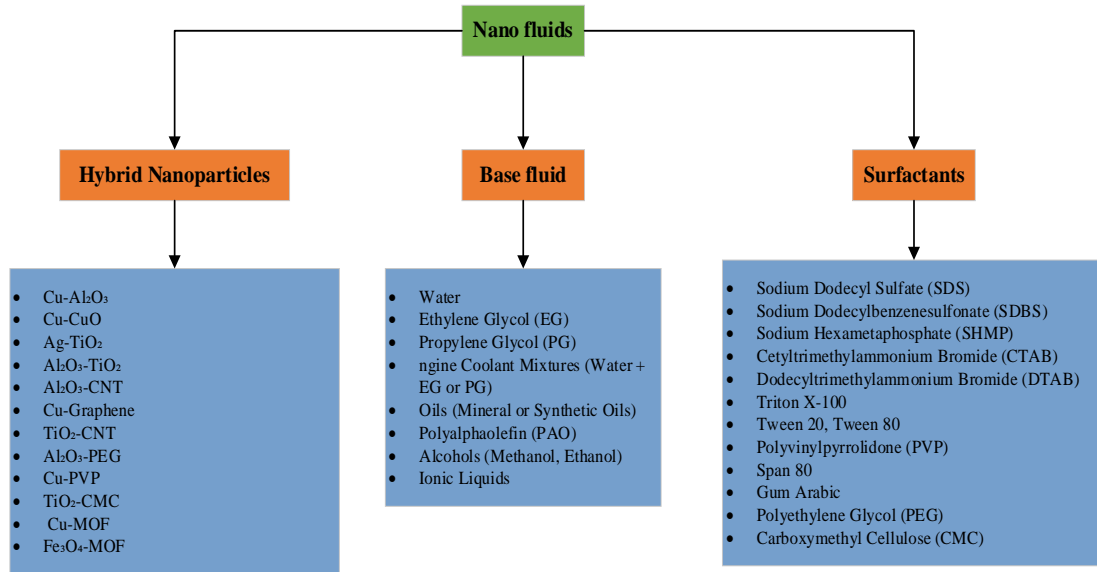 Nano fluids
Hybrid Nanoparticles
Base fluid
Surfactants
• Cu-Al₂O₃
• Cu-CuO
• Ag-TiO₂
• Al₂O₃-TiO₂
• Al₂O₃-CNT
• Cu-Graphene
• TiO₂-CNT
• Al₂O₃-PEG
• Cu-PVP
• TiO₂-CMC
• Cu-MOF
• Fe₃O₄-MOF
• Water
• Ethylene Glycol (EG)
• Propylene Glycol (PG)
• ngine Coolant Mixtures (Water +
EG or PG)
• Oils (Mineral or Synthetic Oils)
• Polyalphaolefin (PAO)
• Alcohols (Methanol, Ethanol)
• Ionic Liquids
• Sodium Dodecyl Sulfate (SDS)
• Sodium Dodecylbenzenesulfonate (SDBS)
• Sodium Hexametaphosphate (SHMP)
• Cetyltrimethylammonium Bromide (CTAB)
• Dodecyltrimethylammonium Bromide (DTAB)
• Triton X-100
• Tween 20, Tween 80
• Polyvinylpyrrolidone (PVP)
• Span 80
• Gum Arabic
• Polyethylene Glycol (PEG)
• Carboxymethyl Cellulose (CMC)